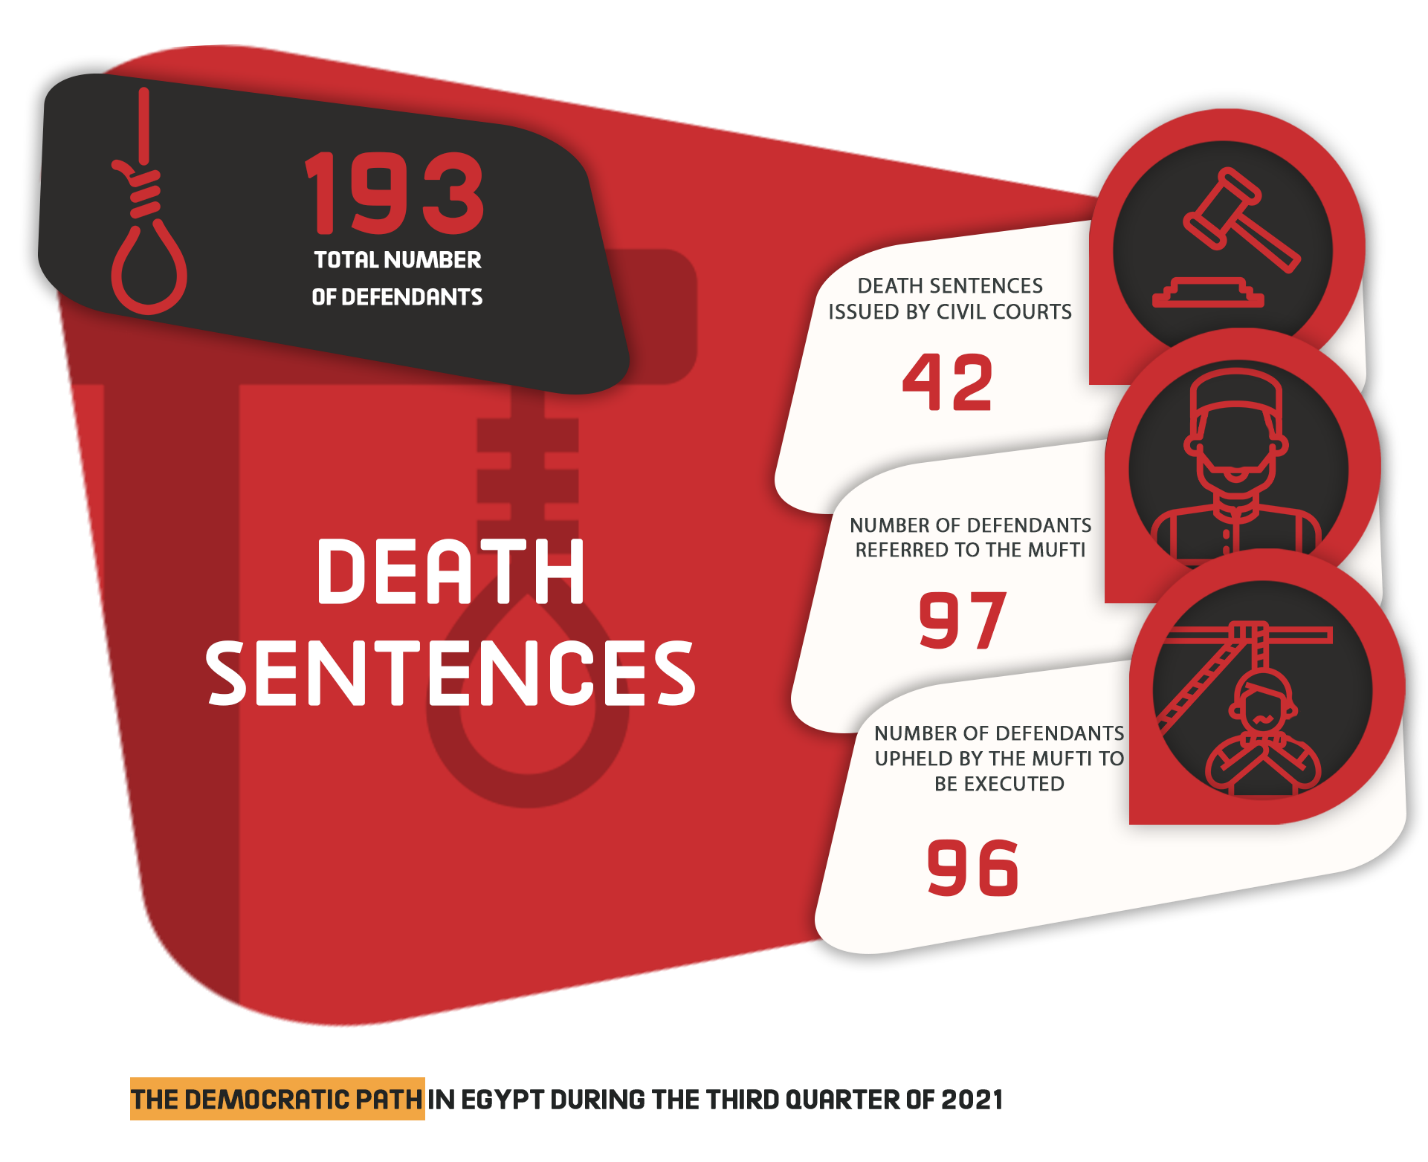 193
TOTAL NUMBER
OF DEFENDANTS
DEATH
SENTENCES
DEATH SENTENCES
ISSUED BY CIVIL COURTS
42
NUMBER OF DEFENDANTS
REFERRED TO THE MUFTI
97
NUMBER OF DEFENDANTS
UPHELD BY THE MUFTI TO
BE EXECUTED
96
THE DEMOCRATIC PATH IN EGYPT DURING THE THIRD QUARTER OF 2021